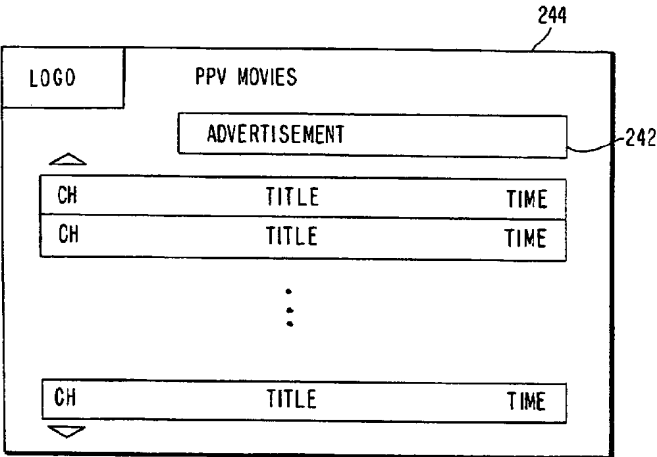 244
LOGO PPV MOVIES
ADVERTISEMENT 242
CH TITLE TIME
CH TITLE TIME
CH TITLE TIME